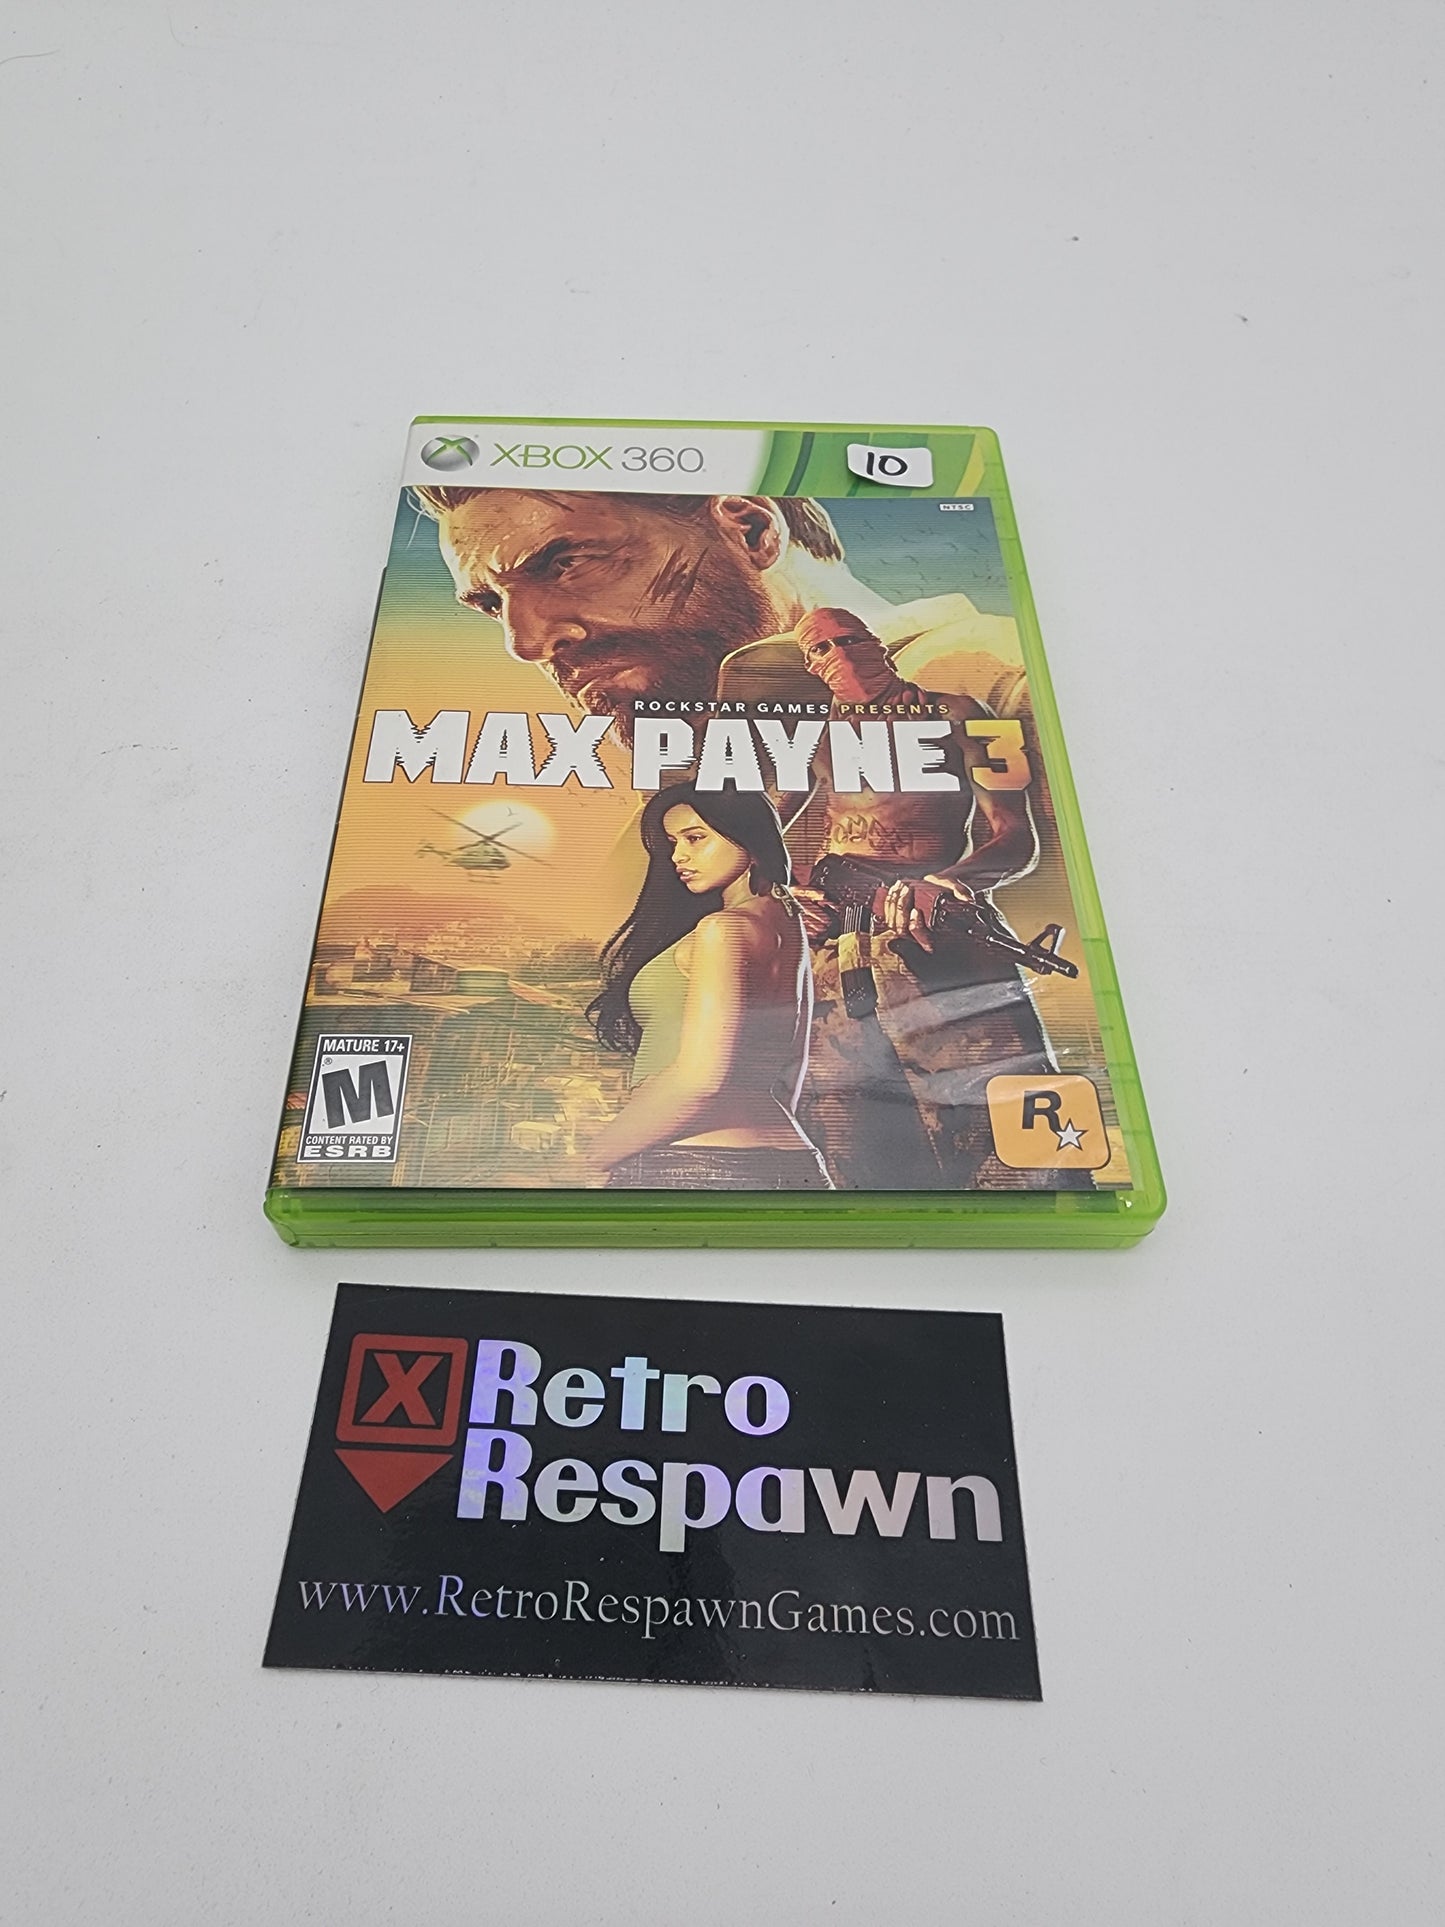 XBOX 360
10
NTSC
ROCKSTAR GAMES PRESENTS
MAX PAYNE 3
MATURE 17+
M
CONTENT RATED BY
ESRB
R
X
Retro
Respawn
www.RetroRespawnGames.com